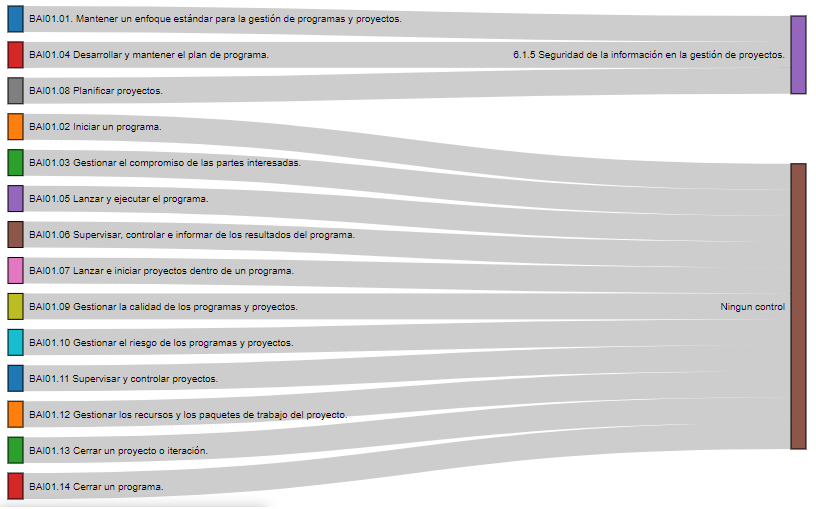 BAI01.01. Mantener un enfoque estándar para la gestión de programas y proyectos.
BAI01.04 Desarrollar y mantener el plan de programa.
6.1.5 Seguridad de la información en la gestión de proyectos.
BAI01.08 Planificar proyectos.
BAI01.02 Iniciar un programa.
BAI01.03 Gestionar el compromiso de las partes interesadas.
BAI01.05 Lanzar y ejecutar el programa.
BAI01.06 Supervisar, controlar e informar de los resultados del programa.
BAI01.07 Lanzar e iniciar proyectos dentro de un programa.
BAI01.09 Gestionar la calidad de los programas y proyectos.
Ningun control
BAI01.10 Gestionar el riesgo de los programas y proyectos.
BAI01.11 Supervisar y controlar proyectos.
BAI01.12 Gestionar los recursos y los paquetes de trabajo del proyecto.
BAI01.13 Cerrar un proyecto o iteración.
BAI01.14 Cerrar un programa.